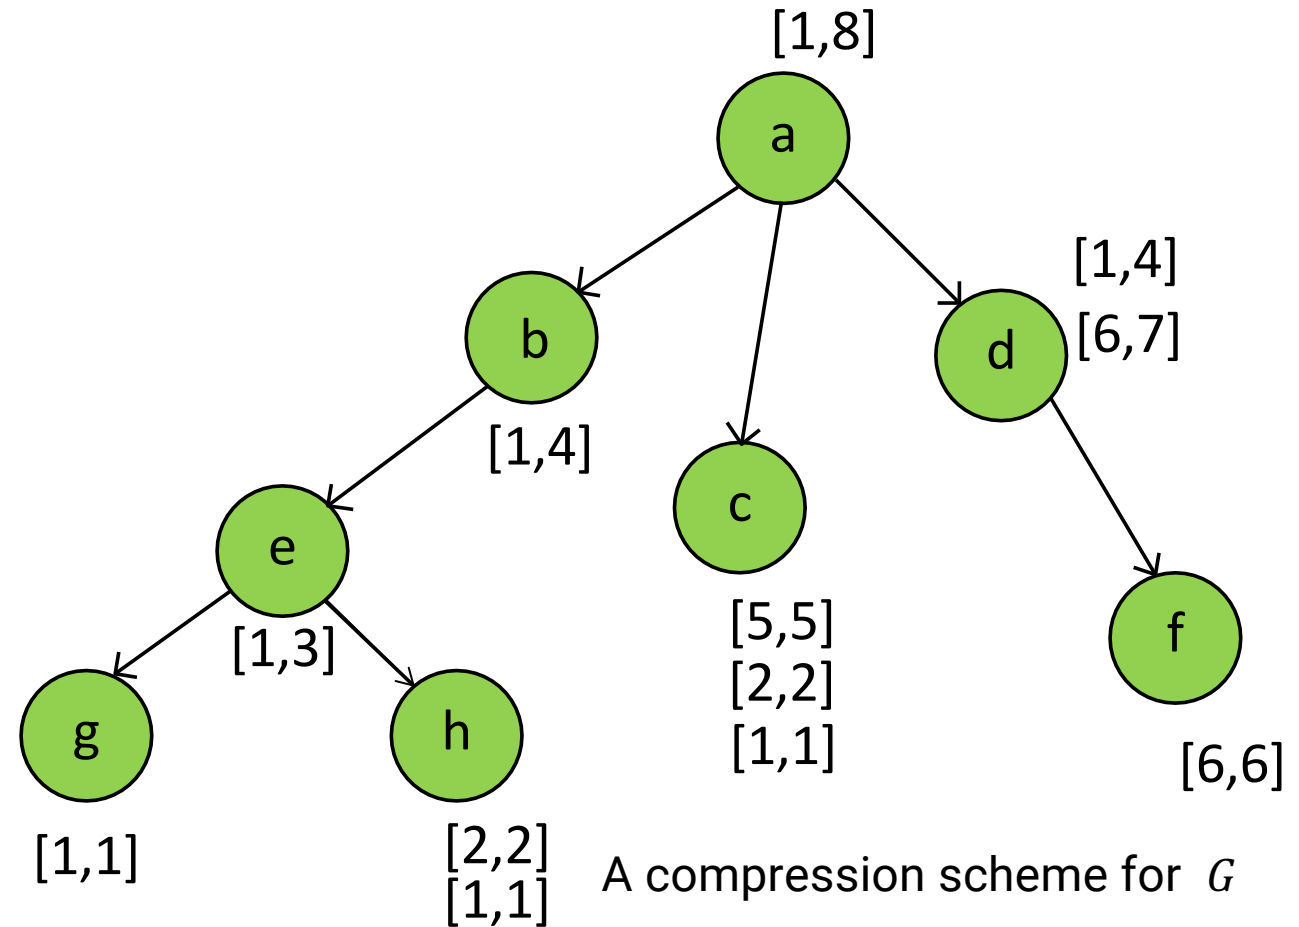 [1,8]
a
[1,4]
[6,7]
b
d
[1,4]
c
e
[5,5]
[2,2]
[1,1]
f
[1,3]
g
h
[6,6]
[1,1]
[2,2]
[1,1]
A compression scheme for G